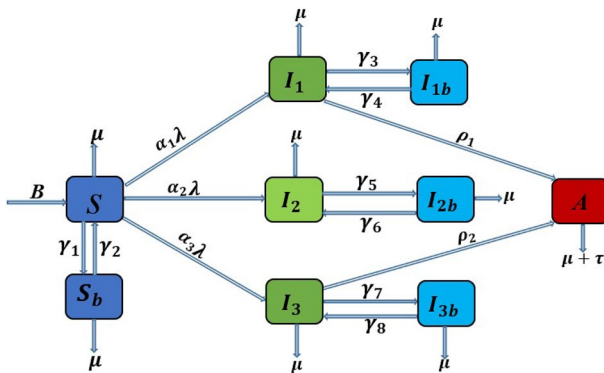 μ μ
I₁ γ₃ I₁b
γ₄
μ α₁λ μ ρ₁
B S α₂λ I₂ γ₅ I₂b μ A
γ₆
γ₁ γ₂ α₃λ ρ₂ μ + τ
S_b I₃ γ₇ I₃b
γ₈
μ μ μ